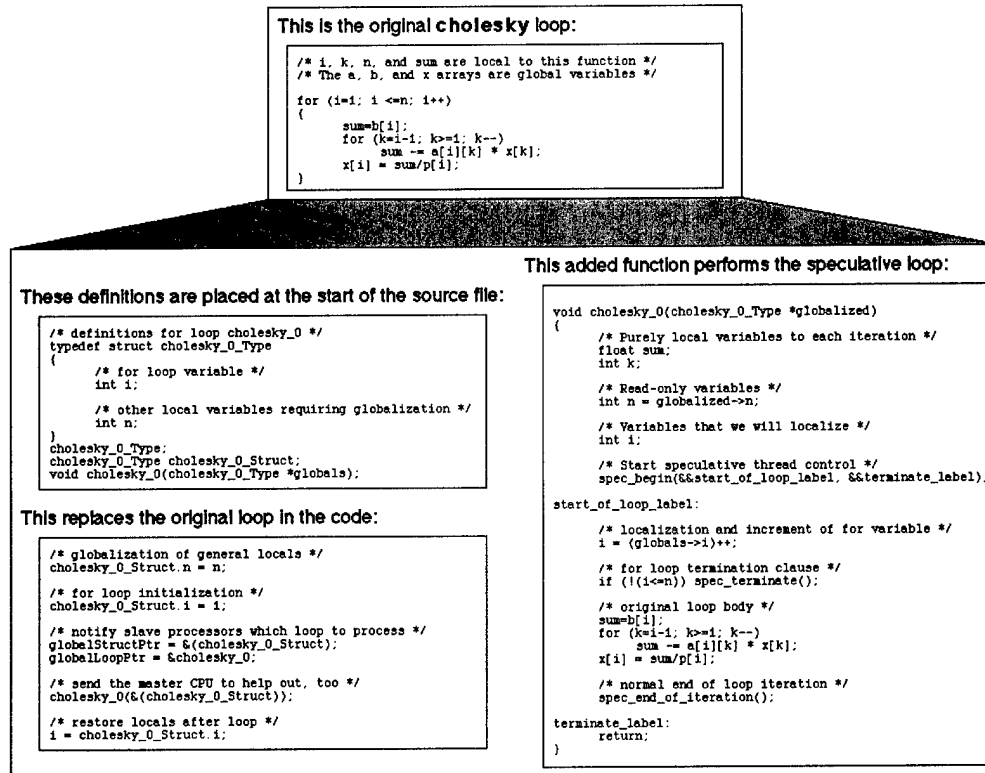 This is the original cholesky loop:
/* i, k, n, and sum are local to this function */
/* The a, b, and x arrays are global variables */
for (i=1; i <=n; i++)
{
sum=b[i];
for (k=i-1; k>=1; k--)
sum -= a[i][k] * x[k];
x[i] = sum/p[i];
}
These definitions are placed at the start of the source file:
/* definitions for loop cholesky_0 */
typedef struct cholesky_0_Type
{
/* for loop variable */
int i;
/* other local variables requiring globalization */
int n;
}
cholesky_0_Type;
cholesky_0_Type cholesky_0_Struct;
void cholesky_0(cholesky_0_Type *globals);
This replaces the original loop in the code:
/* globalization of general locals */
cholesky_0_Struct.n = n;
/* for loop initialization */
cholesky_0_Struct.i = 1;
/* notify slave processors which loop to process */
globalStructPtr = &(cholesky_0_Struct);
globalLoopPtr = &cholesky_0;
/* send the master CPU to help out, too */
cholesky_0(&(cholesky_0_Struct));
/* restore locals after loop */
i = cholesky_0_Struct.i;
This added function performs the speculative loop:
void cholesky_0(cholesky_0_Type *globalized)
{
/* Purely local variables to each iteration */
float sum;
int k;
/* Read-only variables */
int n = globalized->n;
/* Variables that we will localize */
int i;
/* Start speculative thread control */
spec_begin(&&start_of_loop_label, &&terminate_label);
start_of_loop_label:
/* localization and increment of for variable */
i = (globals->i)++;
/* for loop termination clause */
if (!(i<=n)) spec_terminate();
/* original loop body */
sum=b[i];
for (k=i-1; k>=1; k--)
sum -= a[i][k] * x[k];
x[i] = sum/p[i];
/* normal end of loop iteration */
spec_end_of_iteration();
terminate_label:
return;
}